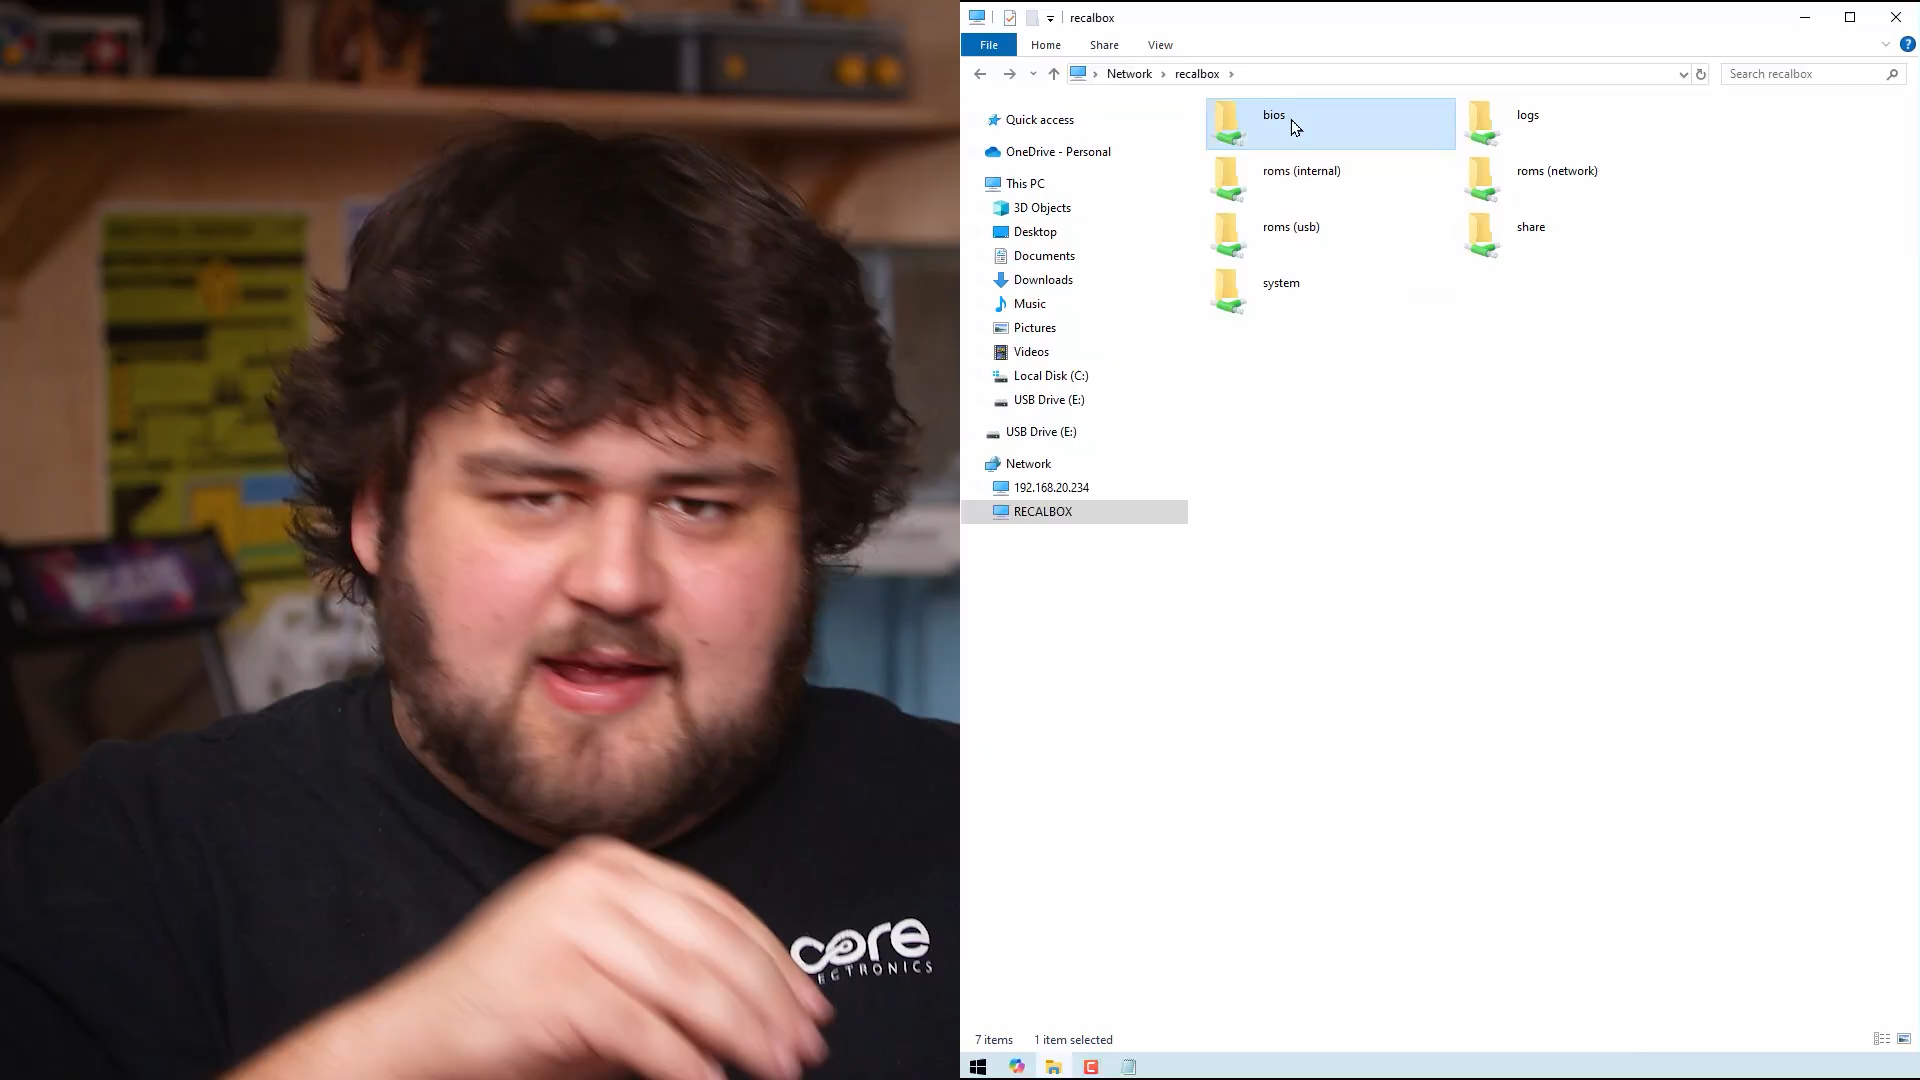 recalbox
File
Home
Share
View
Network
recalbox
Search recalbox
Quick access
OneDrive - Personal
This PC
3D Objects
Desktop
Documents
Downloads
Music
Pictures
Videos
Local Disk (C:)
USB Drive (E:)
USB Drive (E:)
Network
192.168.20.234
RECALBOX
bios
logs
roms (internal)
roms (network)
roms (usb)
share
system
7 items
1 item selected
core
ECTRONICS